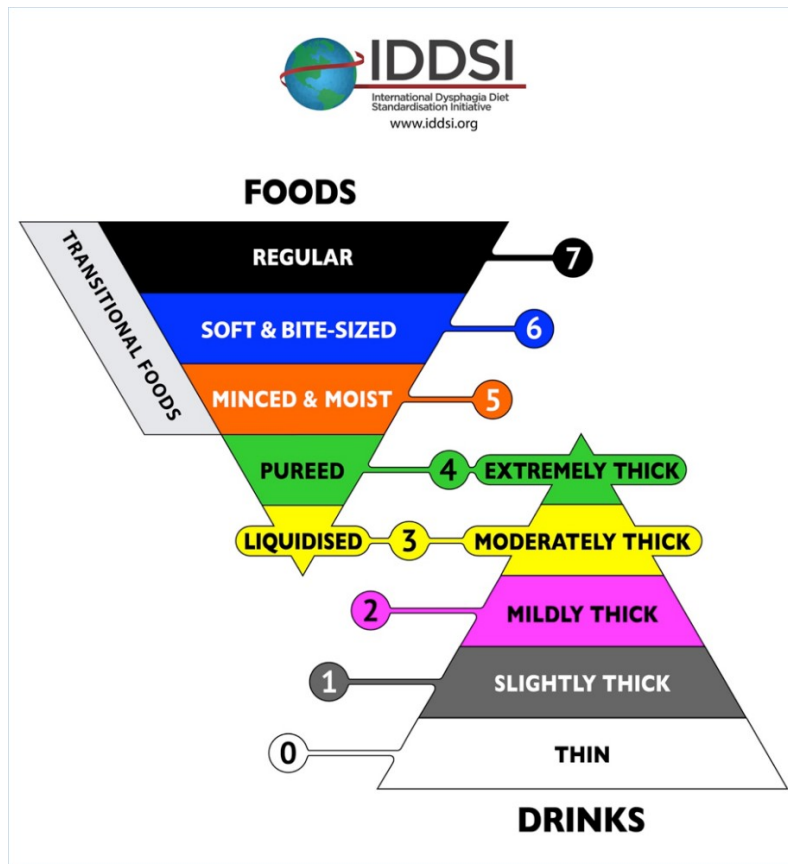 IDDSI
International Dysphagia Diet
Standardisation Initiative
www.iddsi.org
FOODS
TRANSITIONAL FOODS
REGULAR
7
SOFT & BITE-SIZED
6
MINCED & MOIST
5
PUREED
4
EXTREMELY THICK
LIQUIDISED
3
MODERATELY THICK
2
MILDLY THICK
1
SLIGHTLY THICK
0
THIN
DRINKS